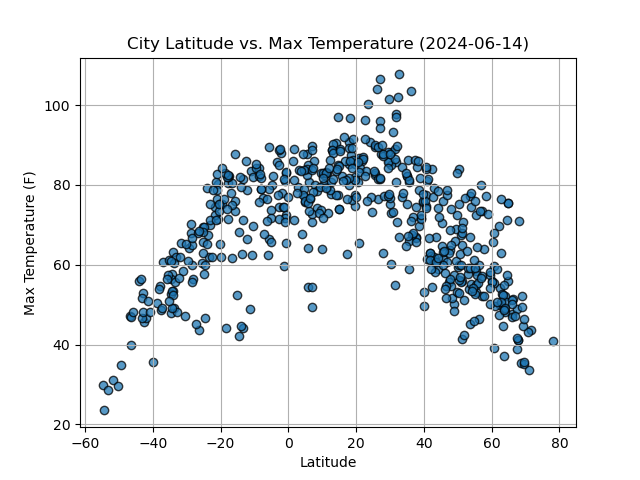 City Latitude vs. Max Temperature (2024-06-14)
100
80
60
40
20
Max Temperature (F)
−60 −40 −20 0 20 40 60 80
Latitude